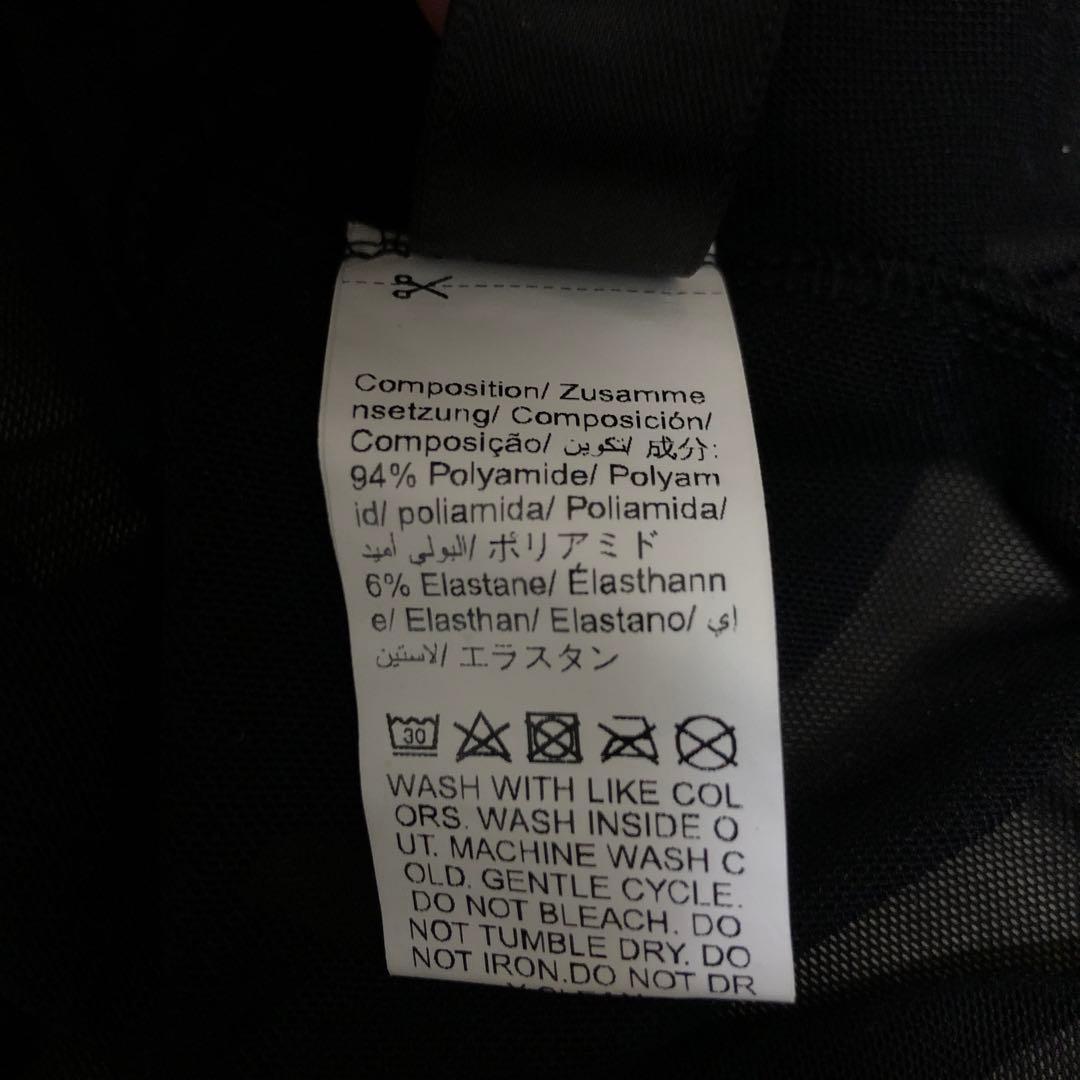 Composition/ Zusamme
nsetzung/ Composición/
Composição/ تكوين/ 成分:
94% Polyamide/ Polyam
id/ poliamida/ Poliamida/
البولي أميد/ ポリアミド
6% Elastane/ Élasthann
e/ Elasthan/ Elastano/ اي
لاستين/ エラスタン
30
WASH WITH LIKE COL
ORS. WASH INSIDE O
UT. MACHINE WASH C
OLD. GENTLE CYCLE.
DO NOT BLEACH. DO
NOT TUMBLE DRY. DO
NOT IRON.DO NOT DR
Y CLEAN